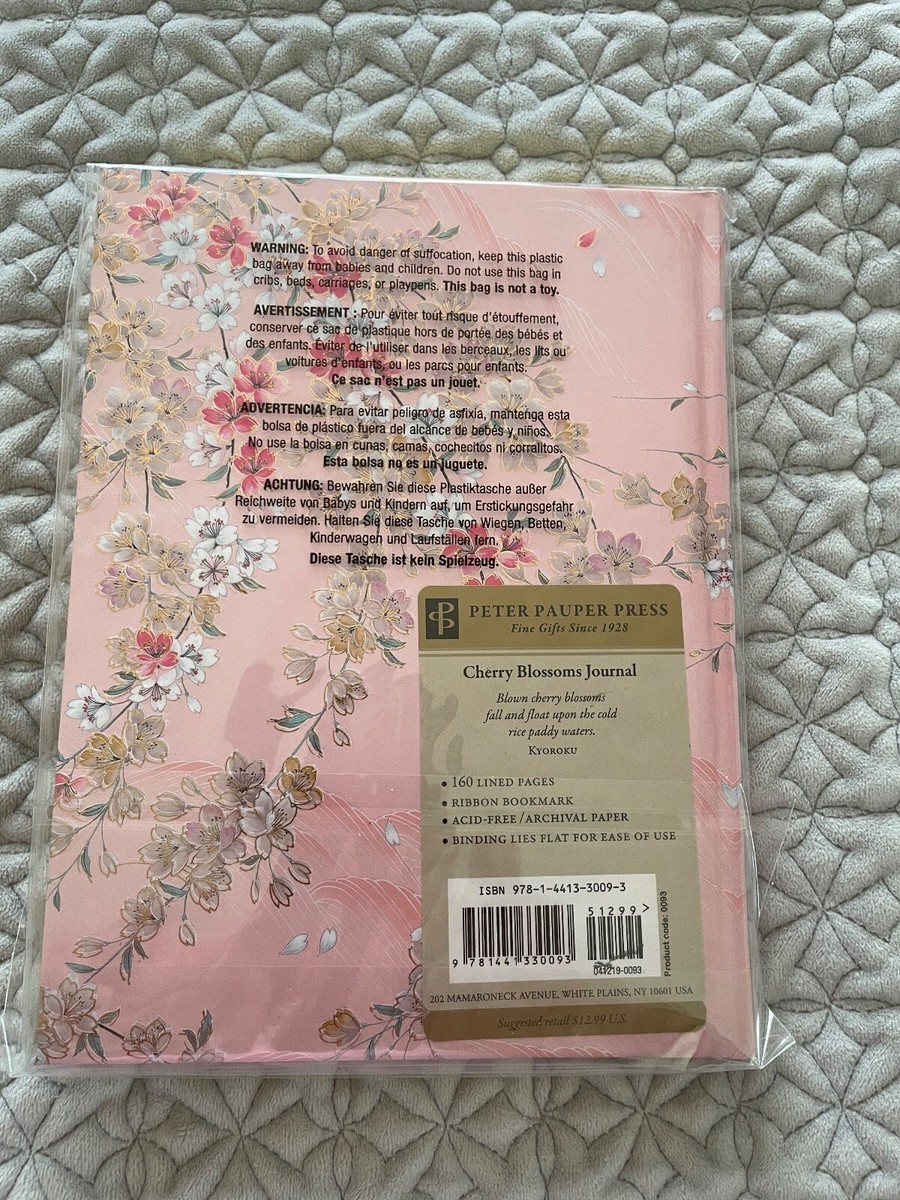 WARNING: To avoid danger of suffocation, keep this plastic
bag away from babies and children. Do not use this bag in
cribs, beds, carriages, or playpens. This bag is not a toy.
AVERTISSEMENT : Pour éviter tout risque d'étouffement,
conserver ce sac de plastique hors de portée des bébés et
des enfants. Éviter de l'utiliser dans les berceaux, les lits ou
voitures d'enfants, ou les parcs pour enfants.
Ce sac n'est pas un jouet.
ADVERTENCIA: Para evitar peligro de asfixia, mantenga esta
bolsa de plástico fuera del alcance de bebés y niños.
No use la bolsa en cunas, camas, cochecitos ni corralitos.
Esta bolsa no es un juguete.
ACHTUNG: Bewahren Sie diese Plastiktasche außer
Reichweite von Babys und Kindern auf, um Erstickungsgefahr
zu vermeiden. Halten Sie diese Tasche von Wiegen, Betten,
Kinderwagen und Laufställen fern.
Diese Tasche ist kein Spielzeug.
PETER PAUPER PRESS
Fine Gifts Since 1928
Cherry Blossoms Journal
Blown cherry blossoms
fall and float upon the cold
rice paddy waters.
KYOROKU
• 160 LINED PAGES
• RIBBON BOOKMARK
• ACID-FREE/ARCHIVAL PAPER
• BINDING LIES FLAT FOR EASE OF USE
ISBN 978-1-4413-3009-3
51299>
9 781441 330093
041219-0093
Product code: 0093
202 MAMARONECK AVENUE, WHITE PLAINS, NY 10601 USA
Suggested retail $12.99 U.S.